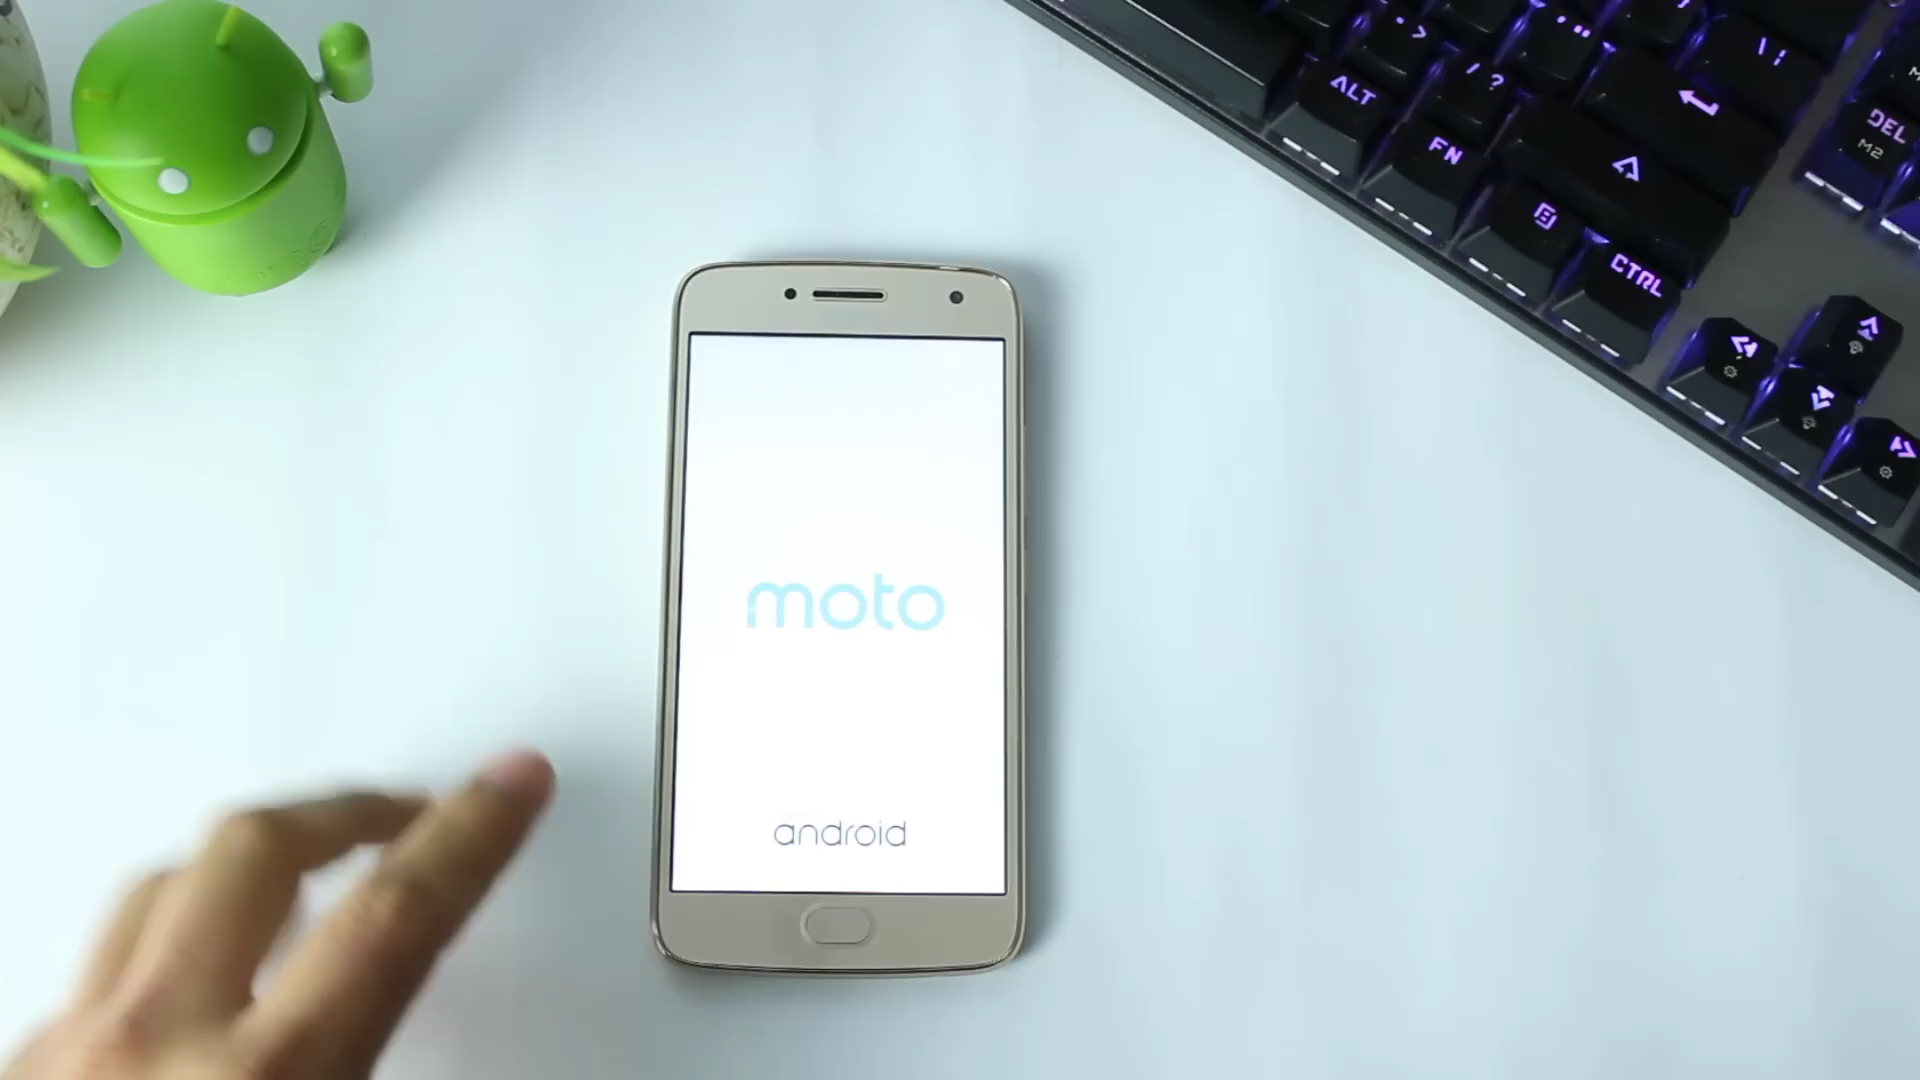 moto
android
ALT
FN
CTRL
/ ?
\ |
>
DEL
M2